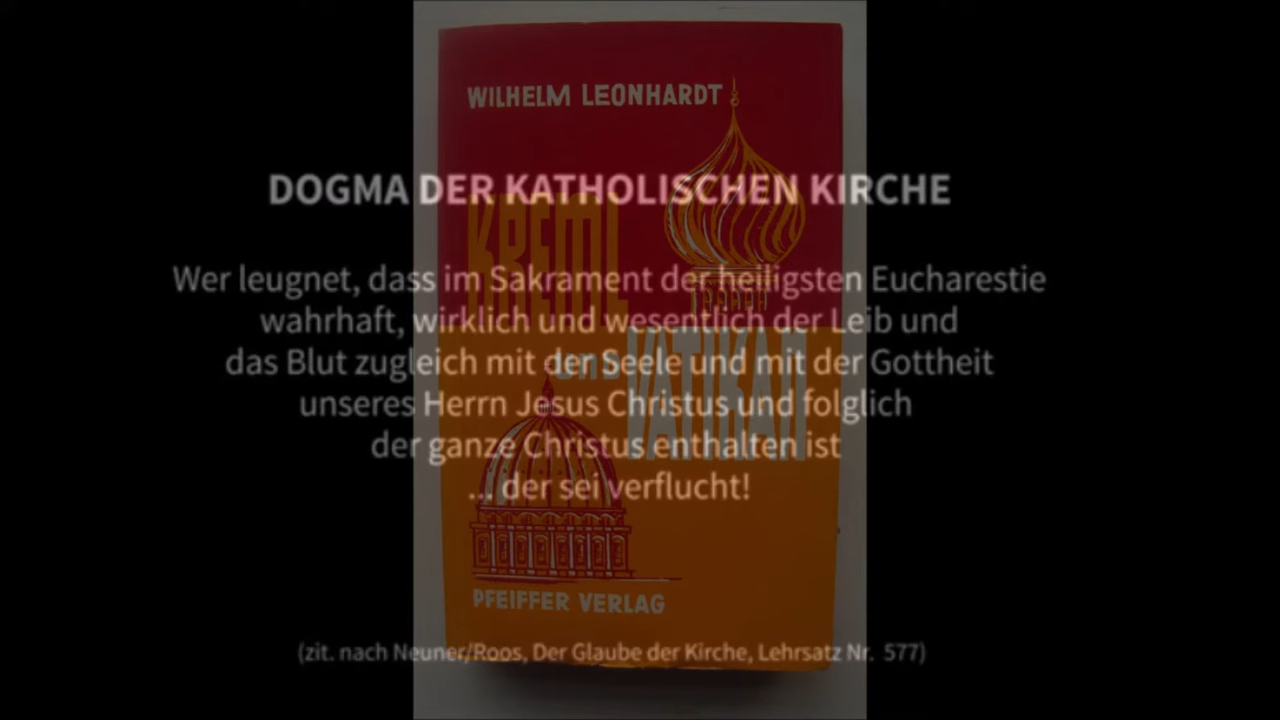 WILHELM LEONHARDT
DOGMA DER KATHOLISCHEN KIRCHE
KREML
Wer leugnet, dass im Sakrament der heiligsten Eucharestie
wahrhaft, wirklich und wesentlich der Leib und
das Blut zugleich mit der Seele und mit der Gottheit
unseres Herrn Jesus Christus und folglich
der ganze Christus enthalten ist
... der sei verflucht!
VATIKAN
PFEIFFER VERLAG
(zit. nach Neuner/Roos, Der Glaube der Kirche, Lehrsatz Nr. 577)